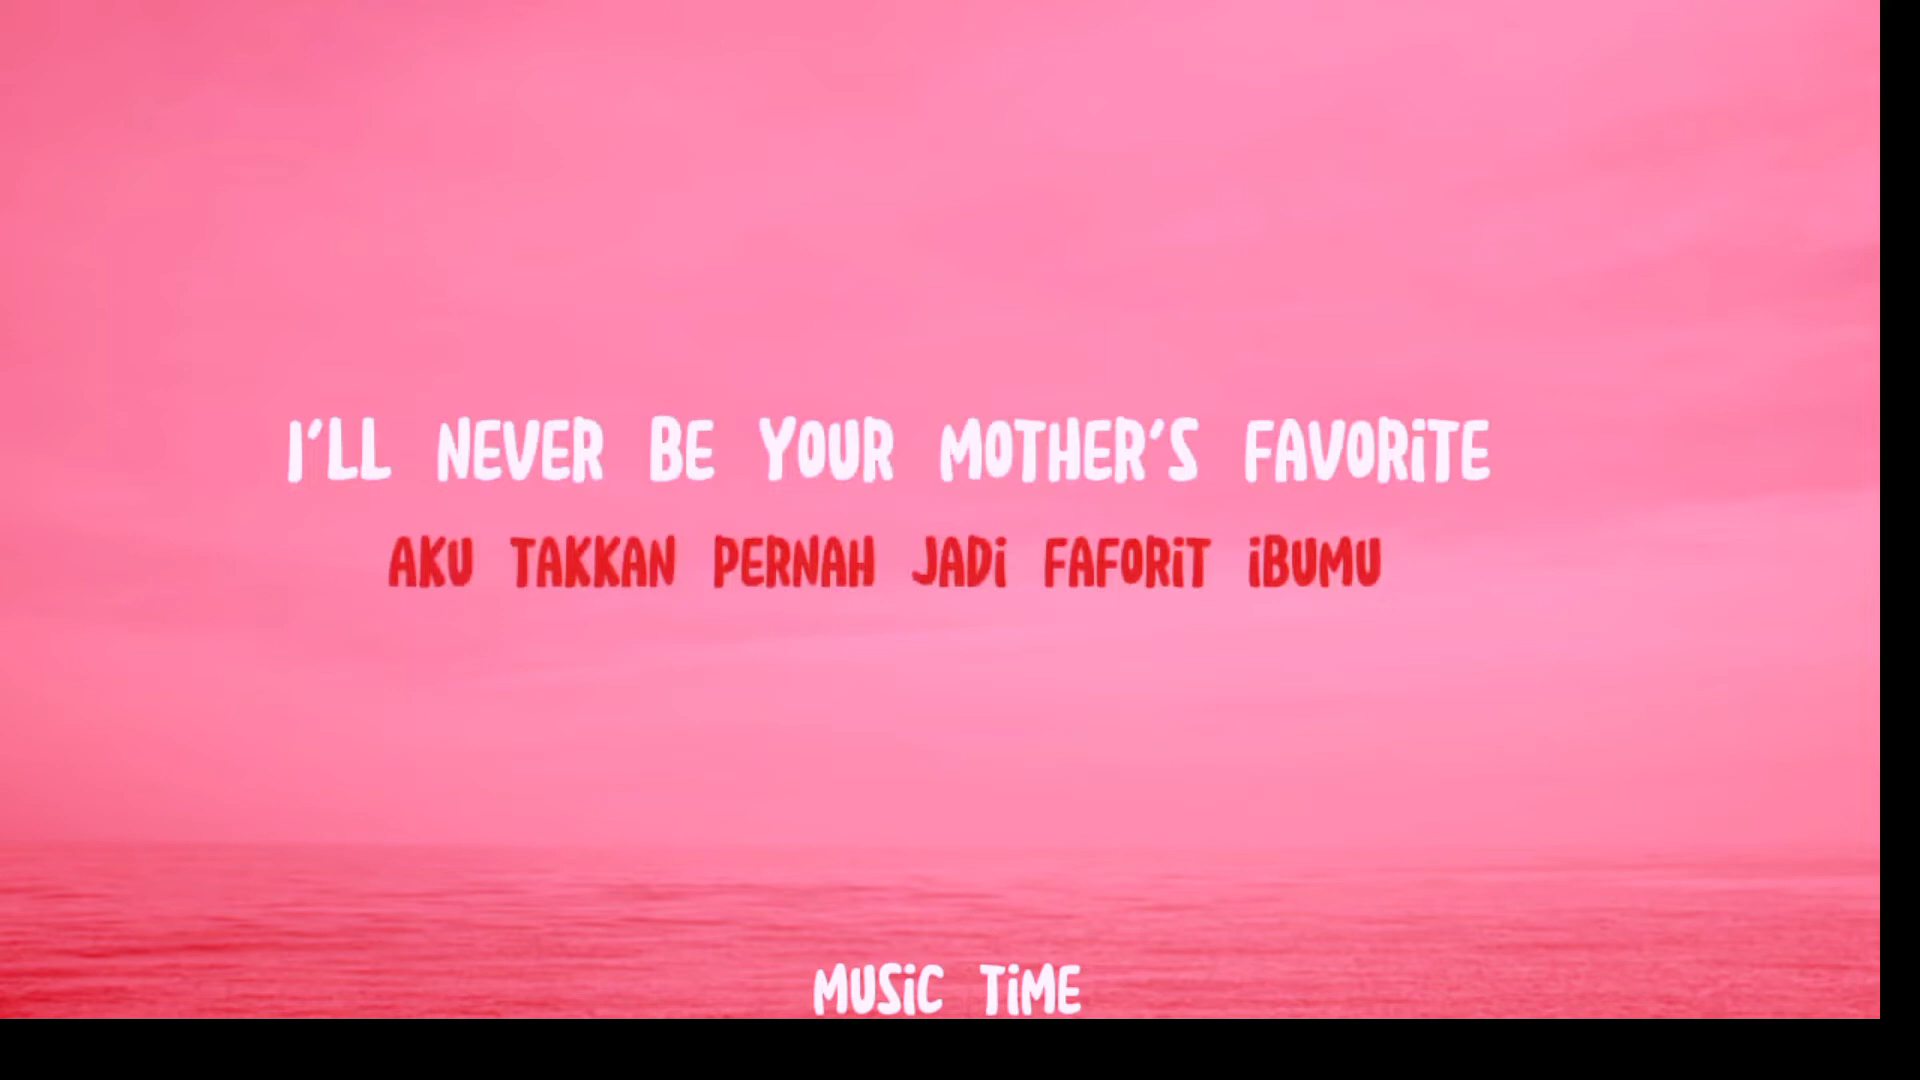 I'LL NEVER BE YOUR MOTHER'S FAVORITE
AKU TAKKAN PERNAH JADI FAFORIT IBUMU
MUSIC TIME